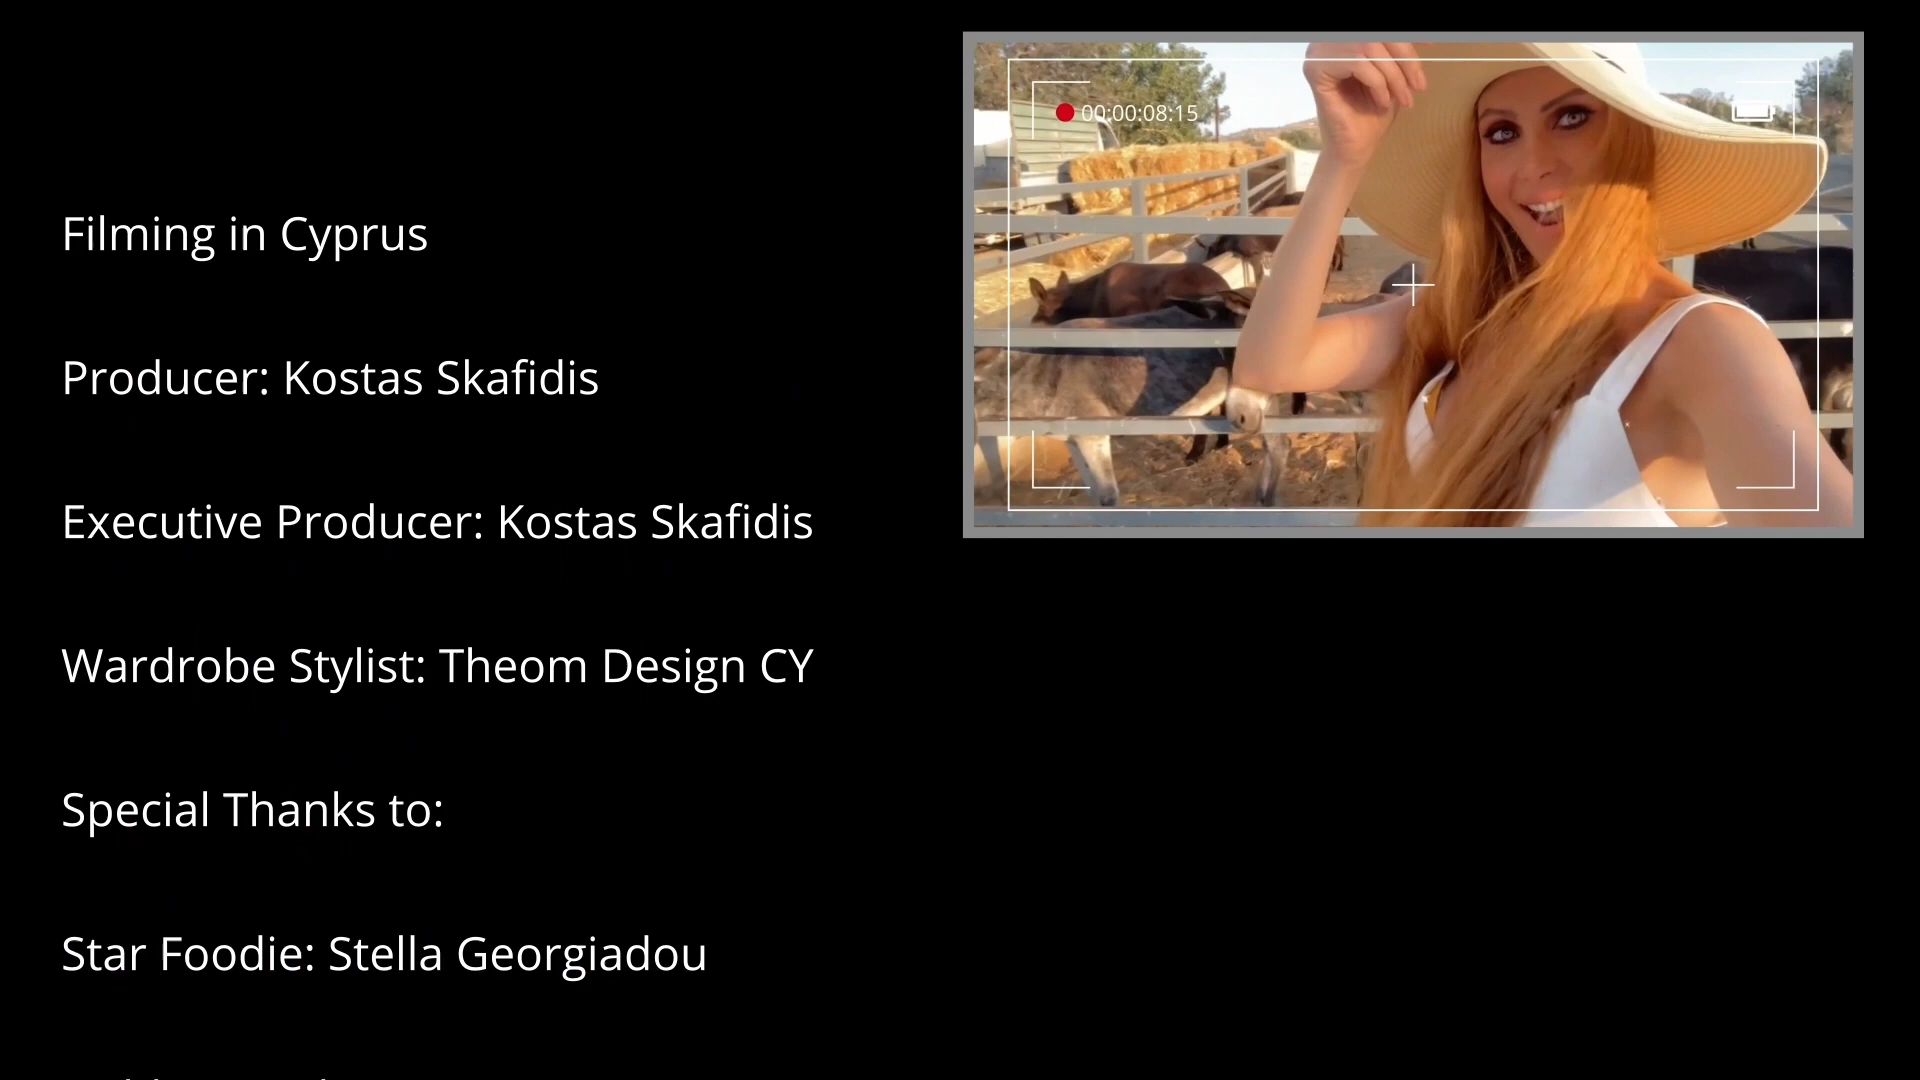 Filming in Cyprus
Producer: Kostas Skafidis
Executive Producer: Kostas Skafidis
Wardrobe Stylist: Theom Design CY
Special Thanks to:
Star Foodie: Stella Georgiadou
00:00:08:15